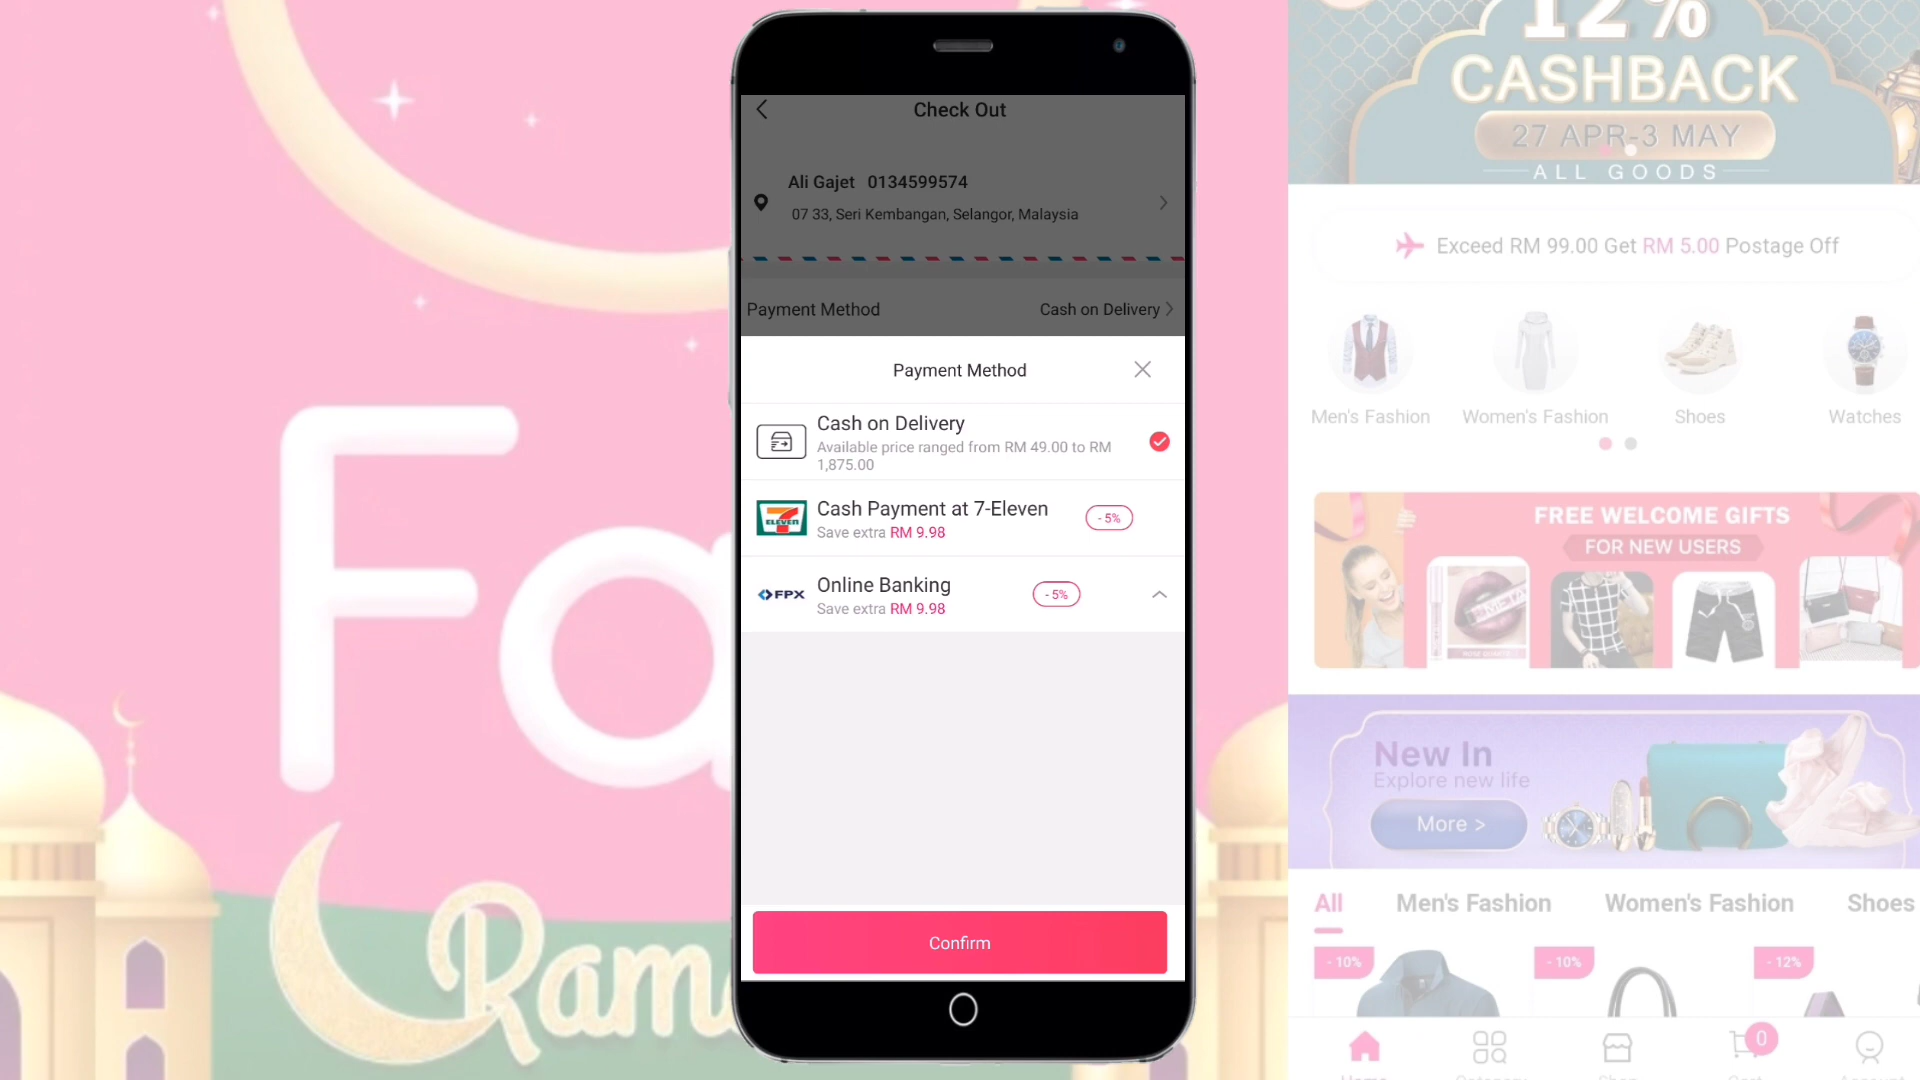 Fa
Rama
Check Out
Ali Gajet 0134599574
07 33, Seri Kembangan, Selangor, Malaysia
Payment Method Cash on Delivery
Payment Method
Cash on Delivery
Available price ranged from RM 49.00 to RM
1,875.00
ELEVEN
Cash Payment at 7-Eleven
- 5%
Save extra RM 9.98
FPX
Online Banking
- 5%
Save extra RM 9.98
Confirm
12%
CASHBACK
27 APR-3 MAY
ALL GOODS
Exceed RM 99.00 Get RM 5.00 Postage Off
Men's Fashion Women's Fashion Shoes Watches
FREE WELCOME GIFTS
FOR NEW USERS
New In
Explore new life
More >
All Men's Fashion Women's Fashion Shoes
- 10% - 10% - 12%
0